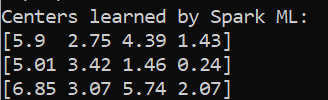 Centers learned by Spark ML:
[5.9  2.75 4.39 1.43]
[5.01 3.42 1.46 0.24]
[6.85 3.07 5.74 2.07]